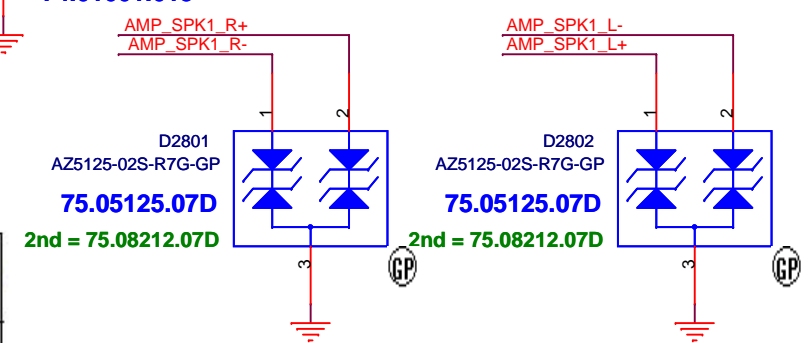 AMP_SPK1_R+
AMP_SPK1_R-
1
2
D2801
AZ5125-02S-R7G-GP
75.05125.07D
2nd = 75.08212.07D
3
GP
AMP_SPK1_L-
AMP_SPK1_L+
1
2
D2802
AZ5125-02S-R7G-GP
75.05125.07D
2nd = 75.08212.07D
3
GP